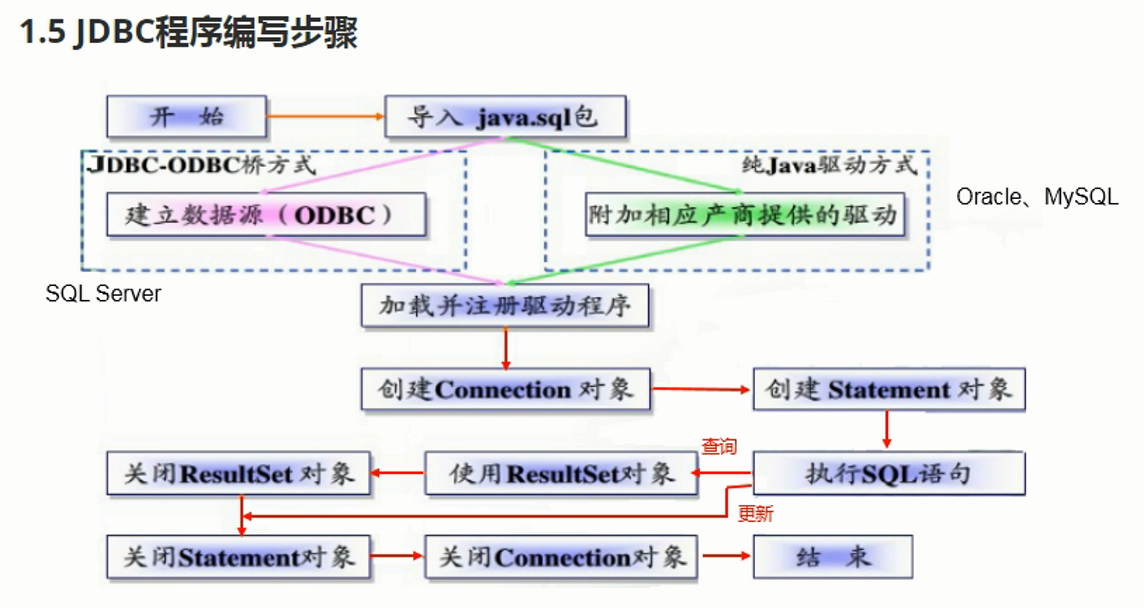 1.5 JDBC程序编写步骤
开 始
导入 java.sql包
JDBC-ODBC桥方式
纯Java驱动方式
建立数据源（ODBC）
附加相应产商提供的驱动
Oracle、MySQL
SQL Server
加载并注册驱动程序
创建Connection 对象
创建 Statement 对象
查询
关闭ResultSet 对象
使用ResultSet对象
执行SQL语句
更新
关闭Statement对象
关闭Connection对象
结 束